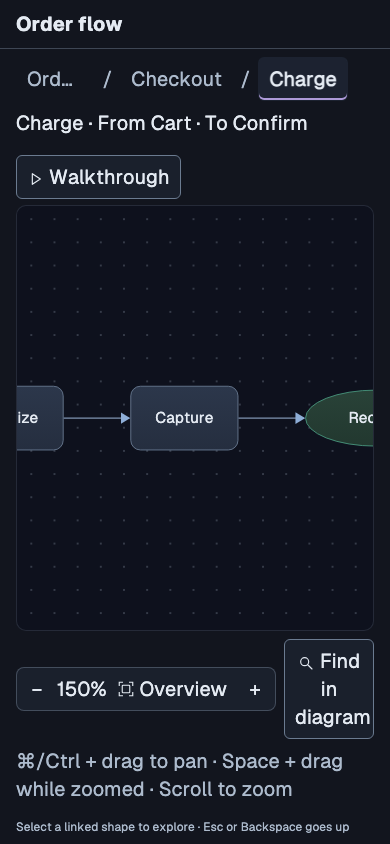 Order flow
Ord... / Checkout / Charge
Charge · From Cart · To Confirm
Walkthrough
ize
Capture
Rec
− 150% Overview +
Find
in
diagram
⌘/Ctrl + drag to pan · Space + drag
while zoomed · Scroll to zoom
Select a linked shape to explore · Esc or Backspace goes up